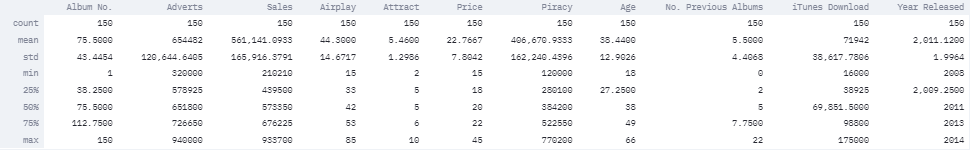 Album No. Adverts Sales Airplay Attract Price Piracy Age No. Previous Albums iTunes Download Year Released
count 150 150 150 150 150 150 150 150 150 150 150
mean 75.5000 654482 561,141.0933 44.3000 5.4600 22.7667 406,670.9333 38.4400 5.5000 71942 2,011.1200
std 43.4454 120,644.6405 165,916.3791 14.6717 1.2986 7.8042 162,240.4396 12.9026 4.4068 38,617.7806 1.9964
min 1 320000 210210 15 2 15 120000 18 0 16000 2008
25% 38.2500 578925 439500 33 5 18 280100 27.2500 2 38925 2,009.2500
50% 75.5000 651800 573350 42 5 20 384200 38 5 69,851.5000 2011
75% 112.7500 726650 676225 53 6 22 522550 49 7.7500 98800 2013
max 150 940000 933700 85 10 45 770200 66 22 175000 2014